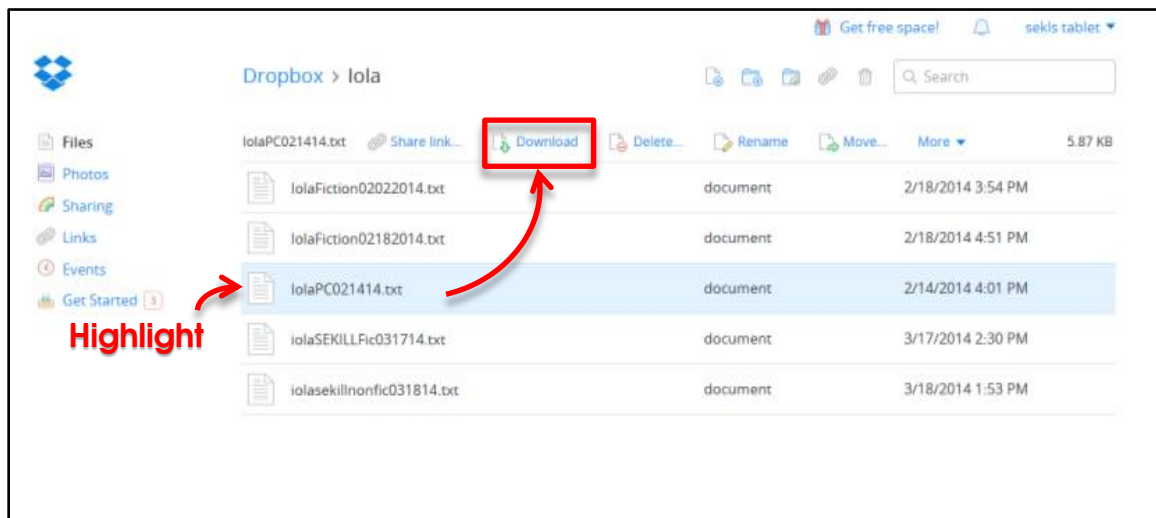 Get free space! sekls tablet
Dropbox > Iola
Search
Files
IolaPC021414.txt Share link... Download Delete... Rename Move... More 5.87 KB
Photos
IolaFiction02022014.txt document 2/18/2014 3:54 PM
Sharing
Links
IolaFiction02182014.txt document 2/18/2014 4:51 PM
Events
IolaPC021414.txt document 2/14/2014 4:01 PM
Get Started 3
Highlight
iolaSEKILLFic031714.txt document 3/17/2014 2:30 PM
iolasekillnonfic031814.txt document 3/18/2014 1:53 PM